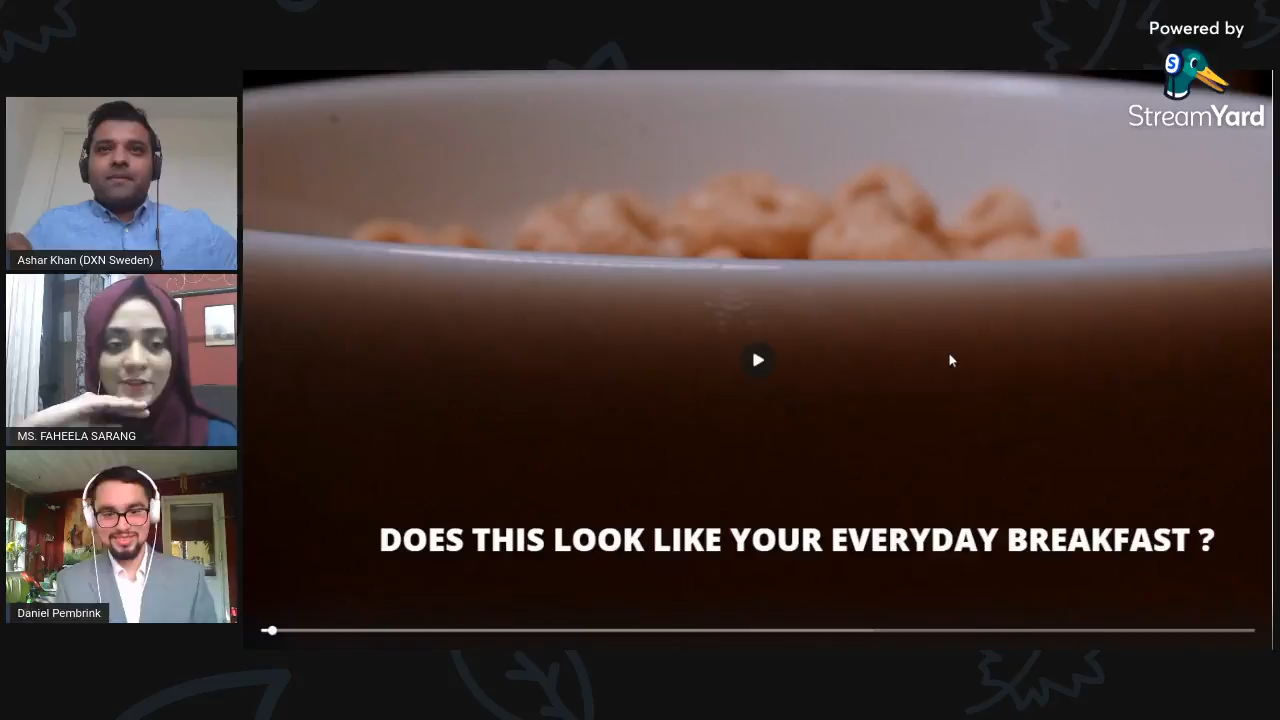 Powered by
S
StreamYard
Ashar Khan (DXN Sweden)
MS. FAHEELA SARANG
Daniel Pembrink
DOES THIS LOOK LIKE YOUR EVERYDAY BREAKFAST ?